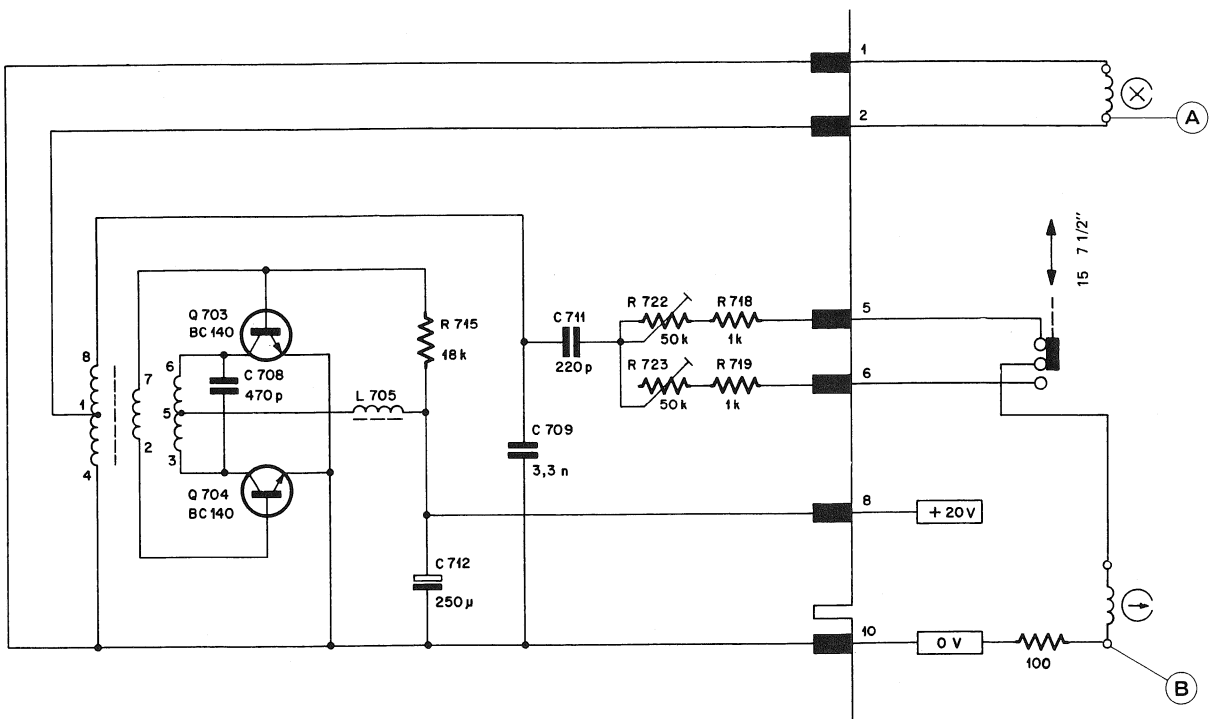 1
2
A
15 7 1/2"
Q 703
BC 140
R 715
18 k
C 711
220 p
R 722
50 k
R 718
1 k
5
R 723
50 k
R 719
1 k
6
8
7
6
C 708
470 p
1
5
L 705
4
2
3
C 709
3,3 n
Q 704
BC 140
8
+ 20 V
C 712
250 µ
10
0 V
100
B